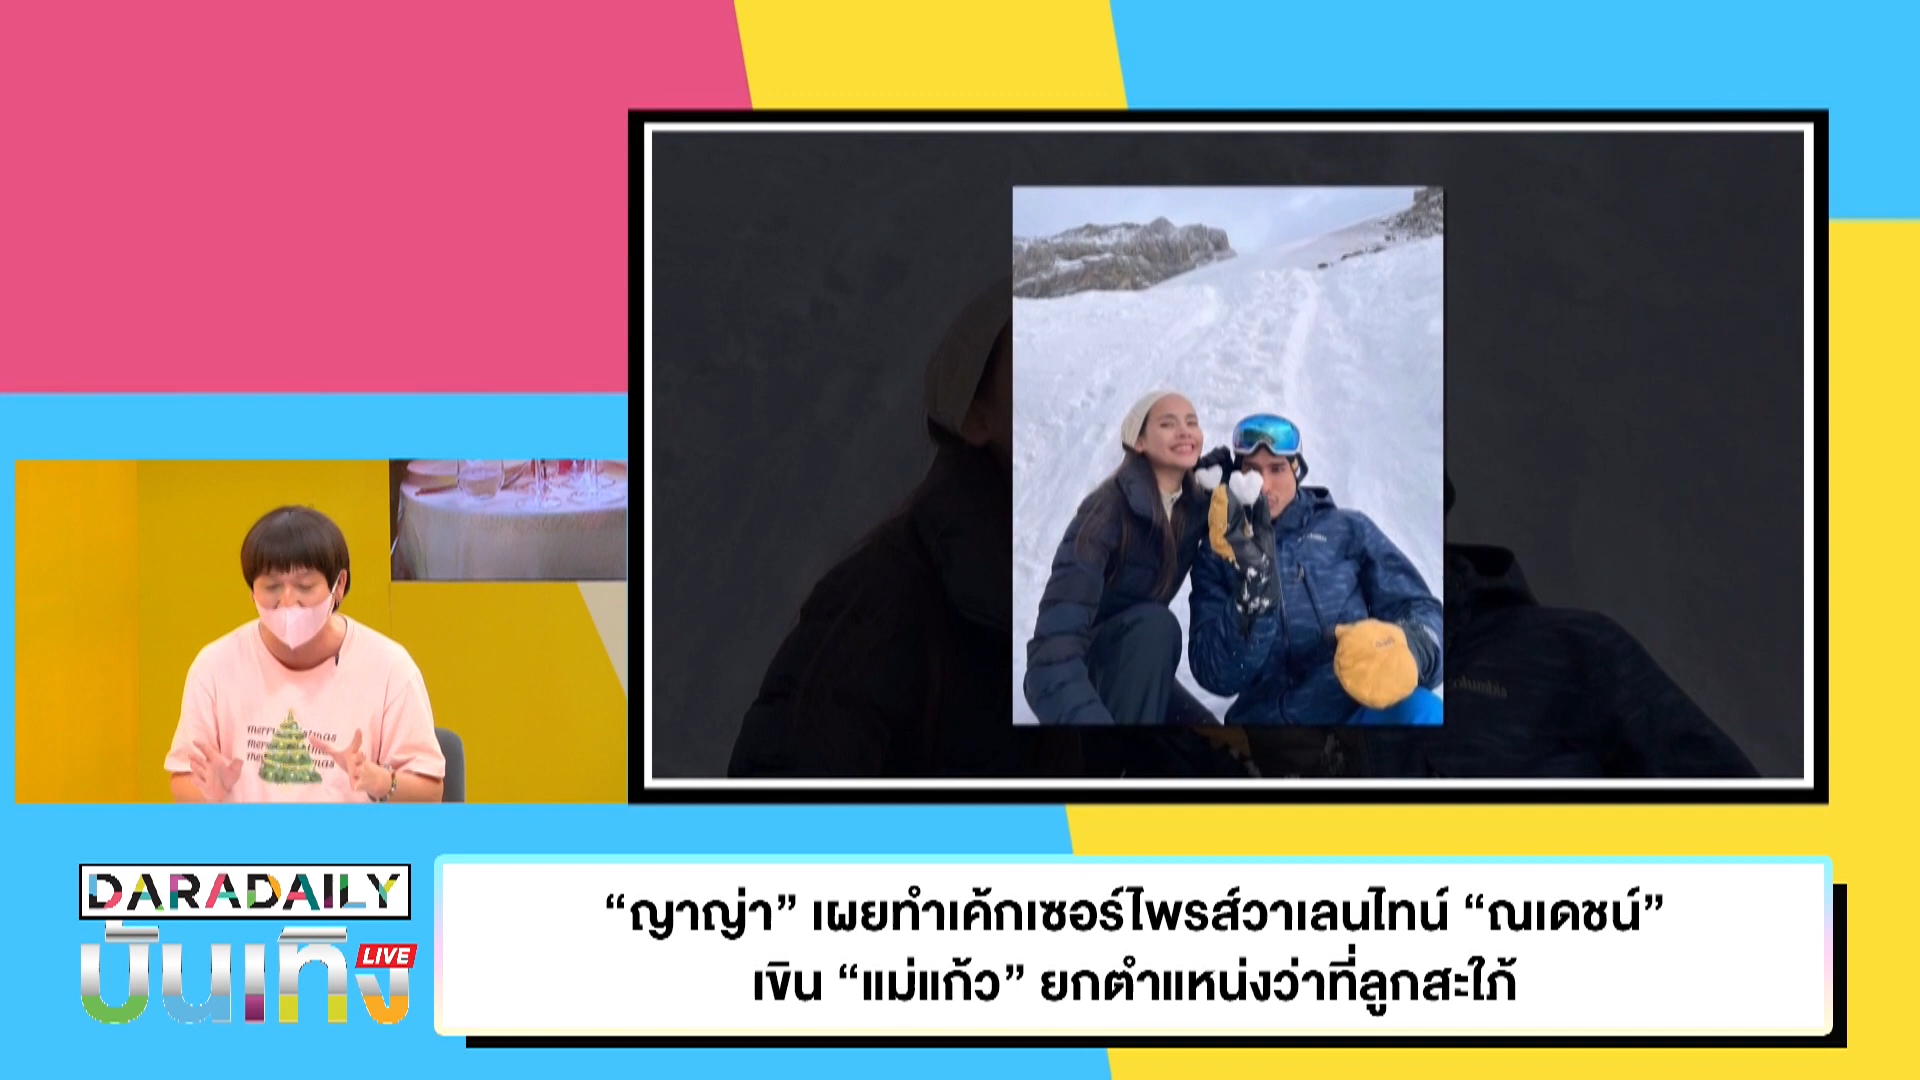 columbia
merry christmas
DARADAILY
บันเทิง
LIVE
“ญาญ่า” เผยทำเค้กเซอร์ไพรส์วาเลนไทน์ “ณเดชน์”
เขิน “แม่แก้ว” ยกตำแหน่งว่าที่ลูกสะใภ้